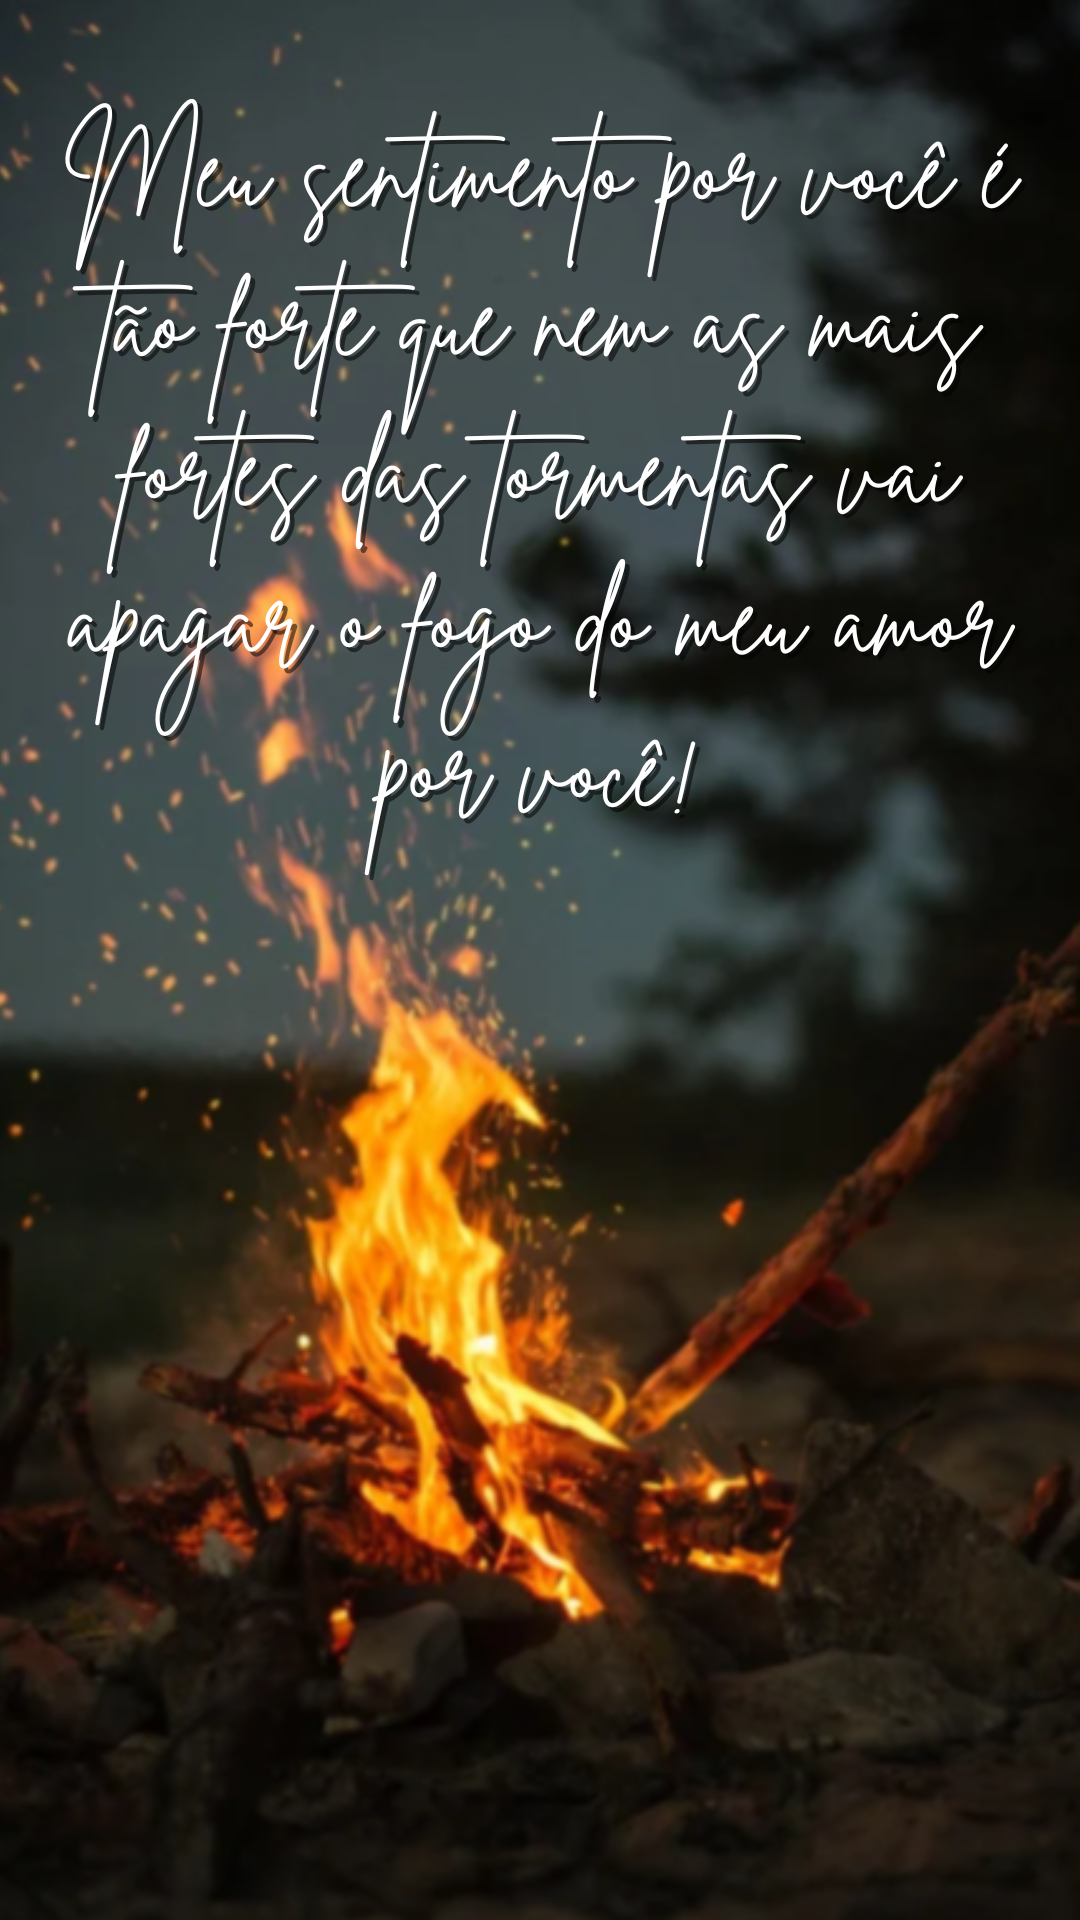 Meu sentimento por você é
tão forte que nem as mais
fortes das tormentas vai
apagar o fogo do meu amor
por você!